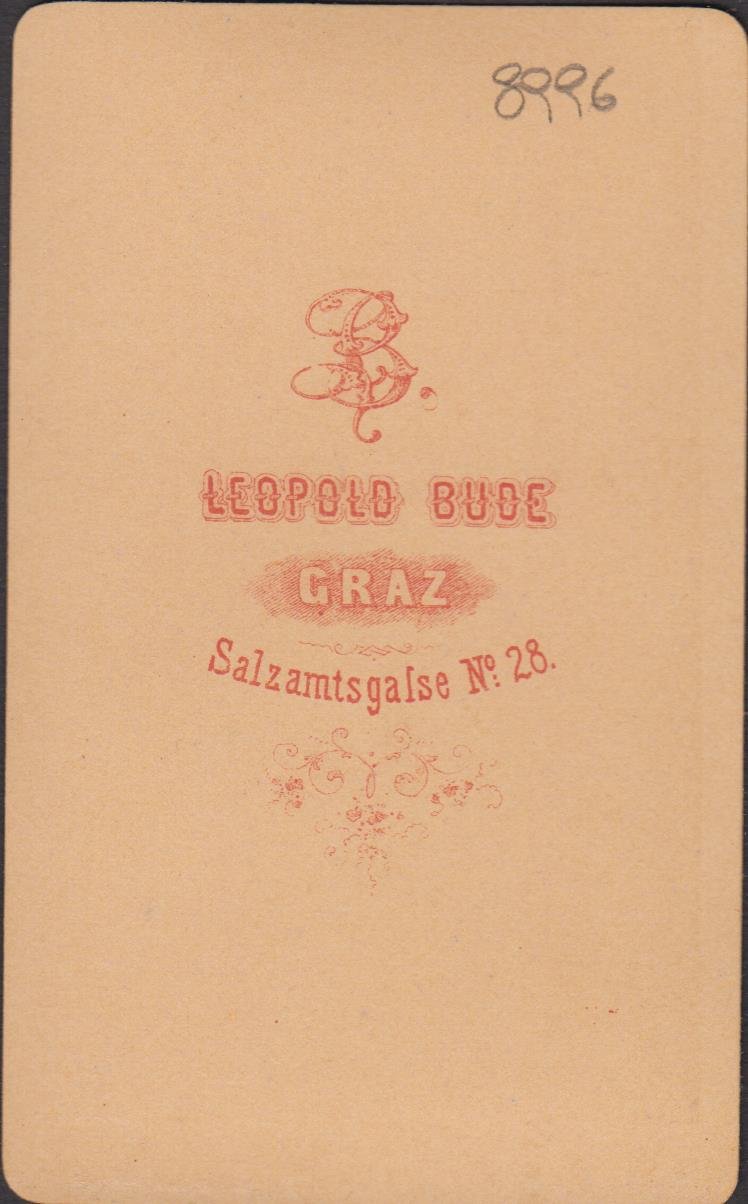 8996
B.
LEOPOLD BUDE
GRAZ
Salzamtsgaſse Nº 28.